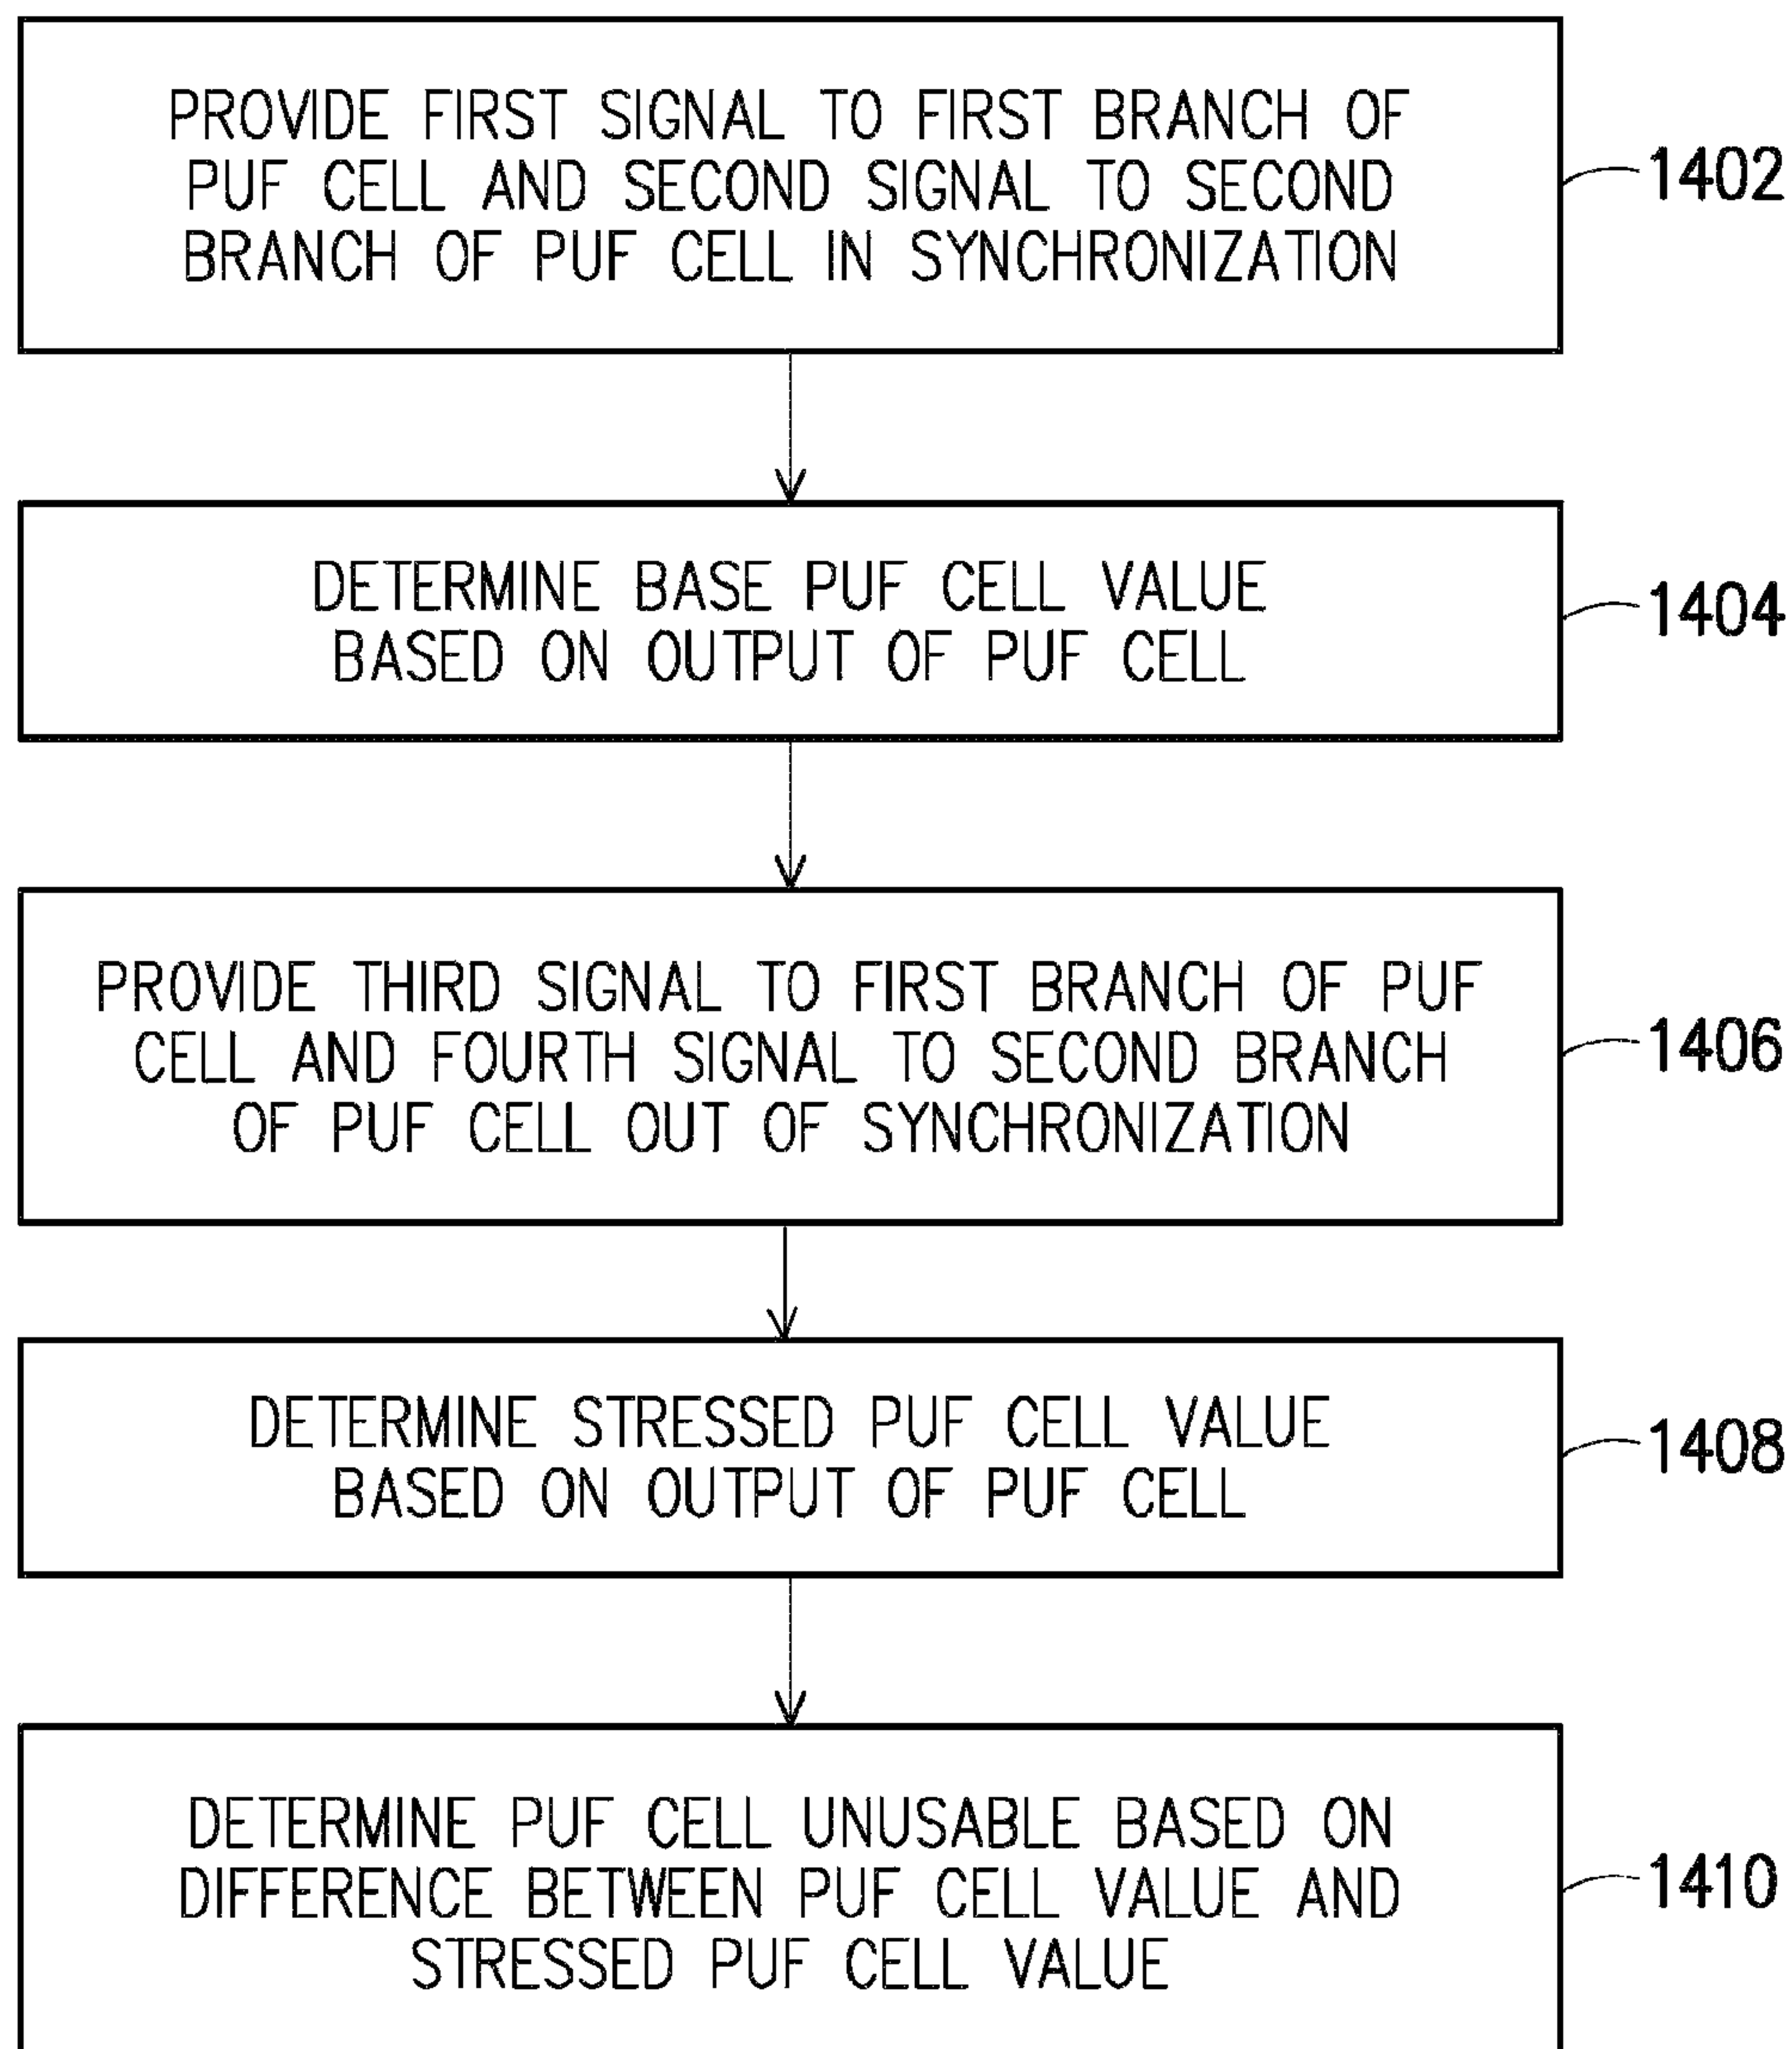 PROVIDE FIRST SIGNAL TO FIRST BRANCH OF
PUF CELL AND SECOND SIGNAL TO SECOND
BRANCH OF PUF CELL IN SYNCHRONIZATION
1402
DETERMINE BASE PUF CELL VALUE
BASED ON OUTPUT OF PUF CELL
1404
PROVIDE THIRD SIGNAL TO FIRST BRANCH OF PUF
CELL AND FOURTH SIGNAL TO SECOND BRANCH
OF PUF CELL OUT OF SYNCHRONIZATION
1406
DETERMINE STRESSED PUF CELL VALUE
BASED ON OUTPUT OF PUF CELL
1408
DETERMINE PUF CELL UNUSABLE BASED ON
DIFFERENCE BETWEEN PUF CELL VALUE AND
STRESSED PUF CELL VALUE
1410